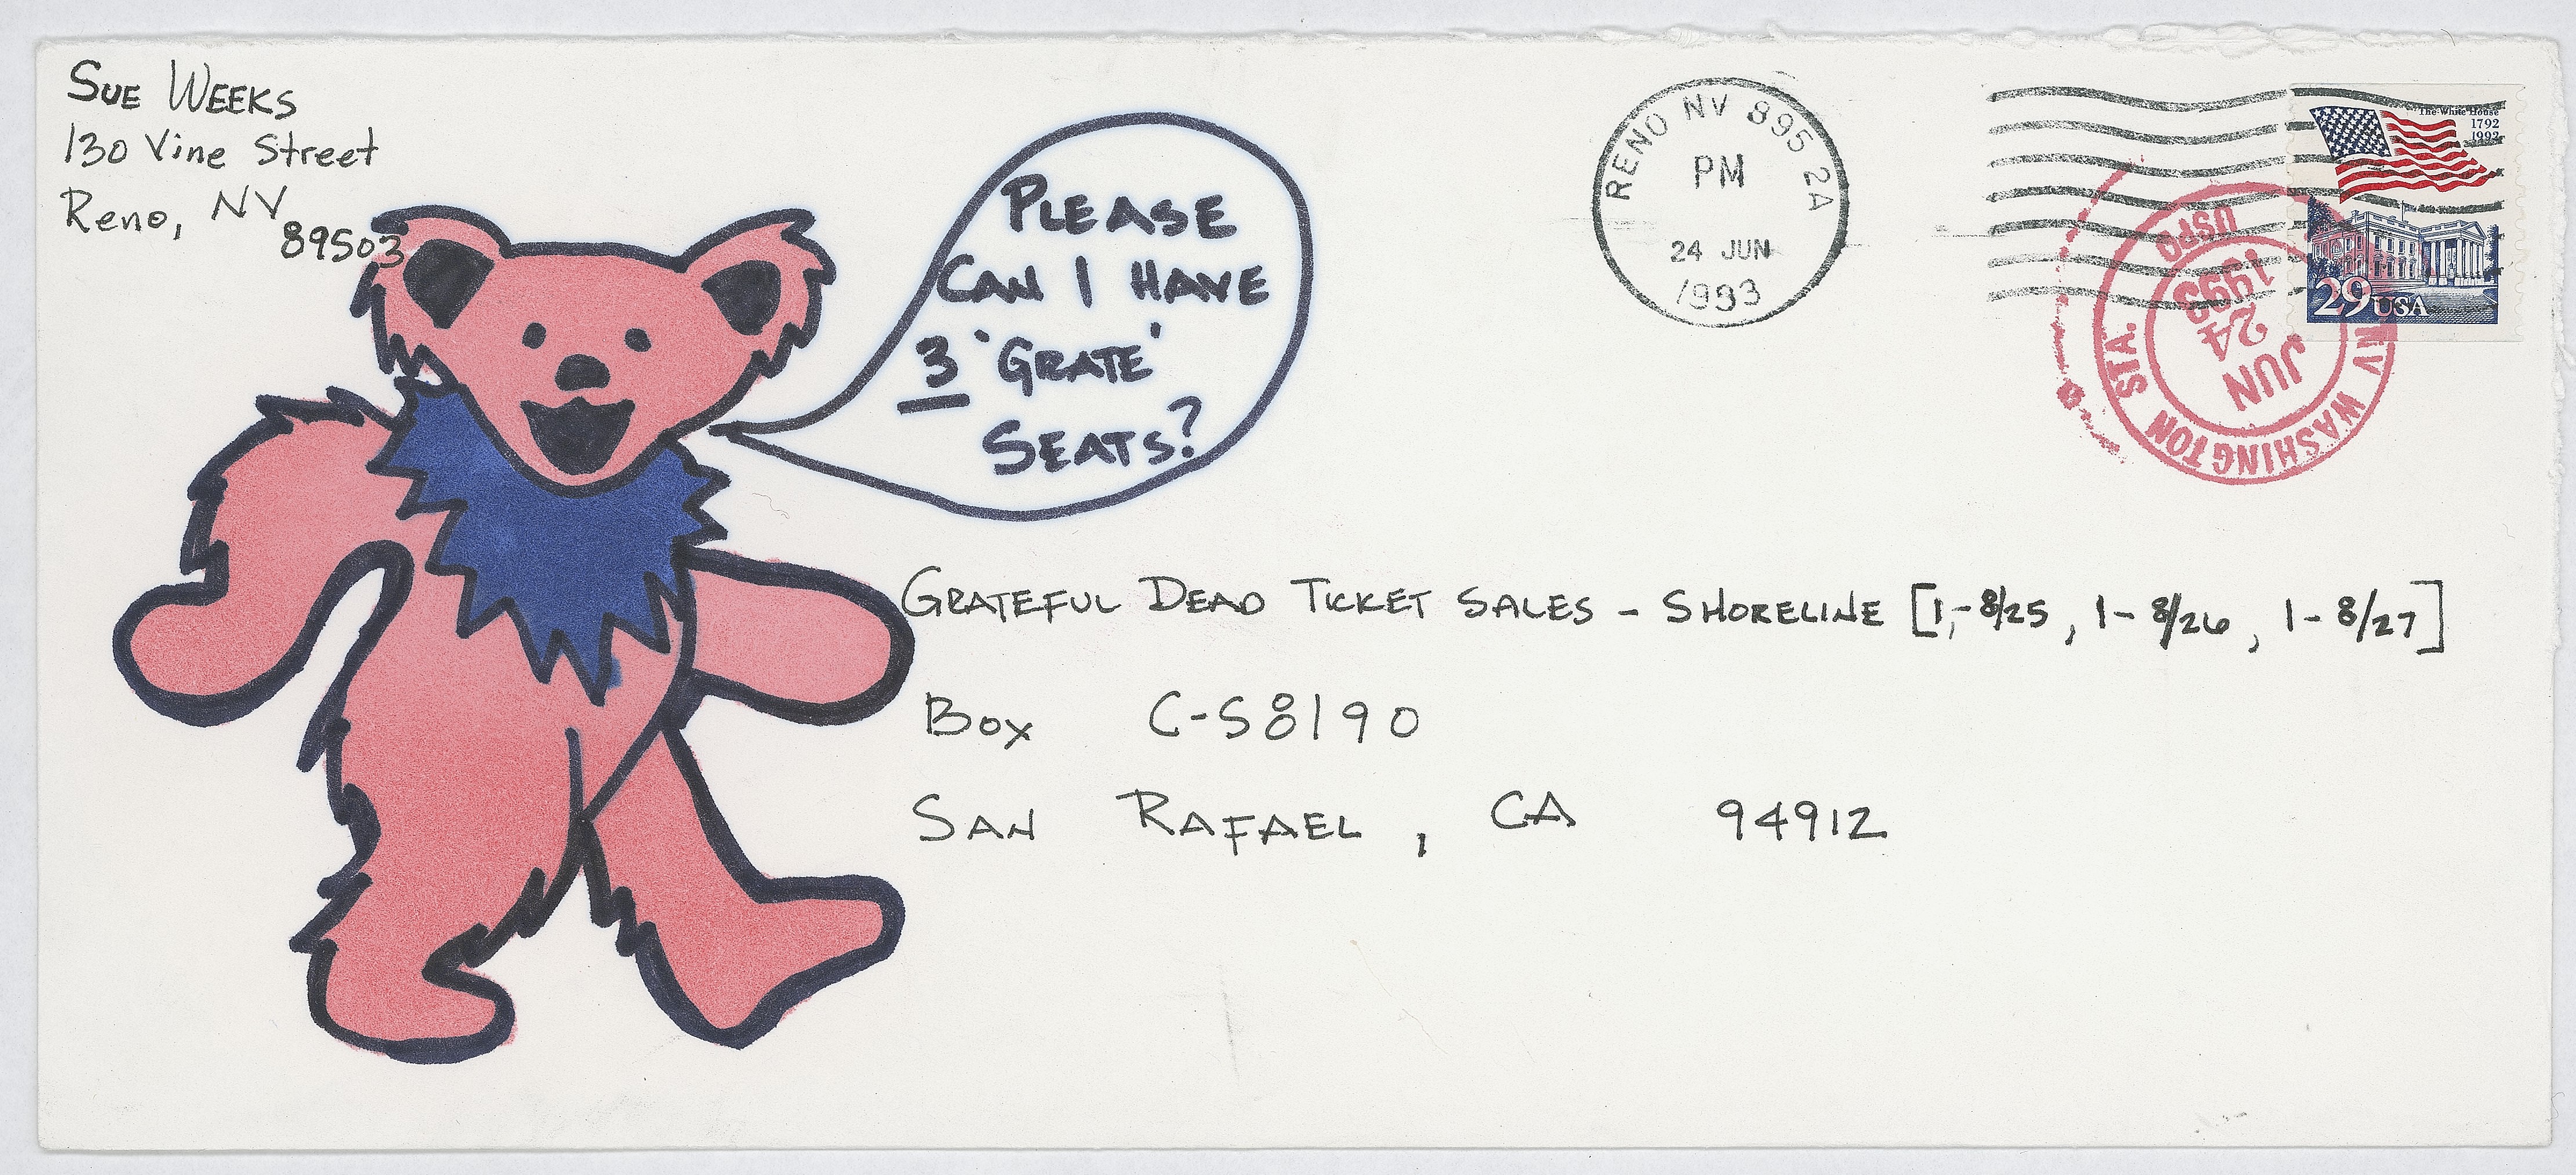 Sue Weeks
130 Vine Street
Reno, NV
89503
PLEASE
CAN I HAVE
3 'GRATE'
SEATS?
RENO NV 895 2A
PM
24 JUN
1993
The White House
1792
1992
29 USA
NV WASHINGTON STA.
USPO
JUN
24
1993
GRATEFUL DEAD TICKET SALES - SHORELINE [1-8/25, 1-8/26, 1-8/27]
Box C-S8190
SAN RAFAEL, CA 94912